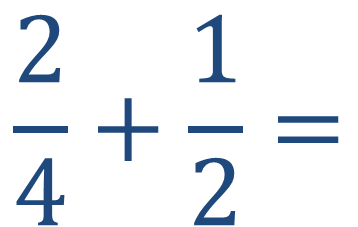 2/4 + 1/2 =